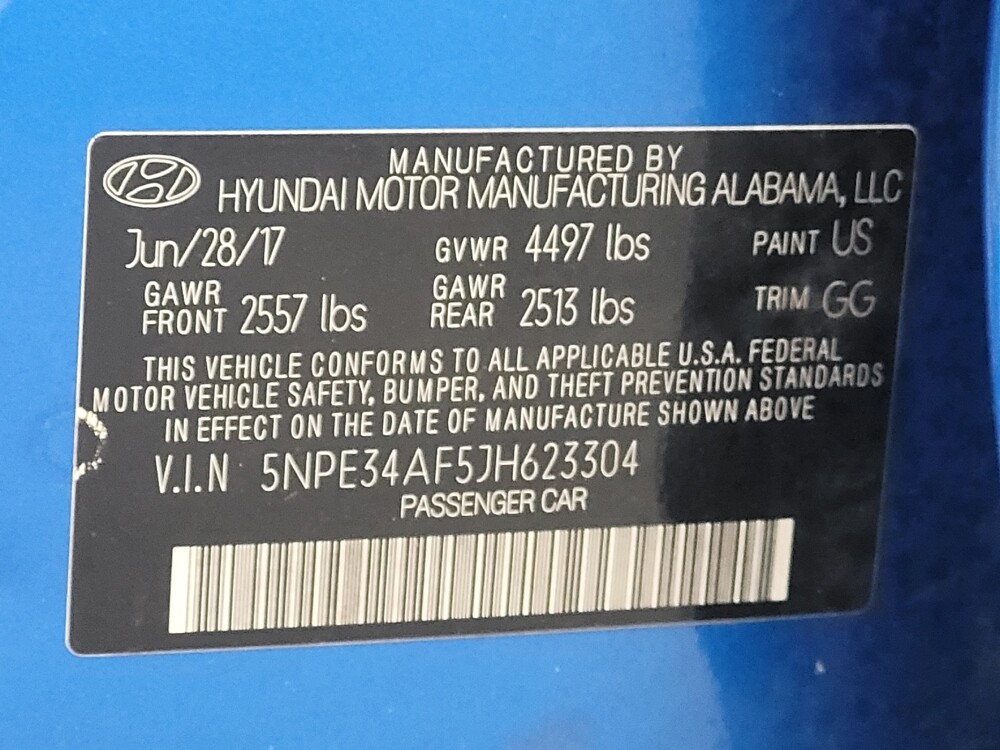 MANUFACTURED BY
HYUNDAI MOTOR MANUFACTURING ALABAMA, LLC
Jun/28/17 GVWR 4497 lbs PAINT US
GAWR FRONT 2557 lbs GAWR REAR 2513 lbs TRIM GG
THIS VEHICLE CONFORMS TO ALL APPLICABLE U.S.A. FEDERAL
MOTOR VEHICLE SAFETY, BUMPER, AND THEFT PREVENTION STANDARDS
IN EFFECT ON THE DATE OF MANUFACTURE SHOWN ABOVE
V.I.N 5NPE34AF5JH623304
PASSENGER CAR